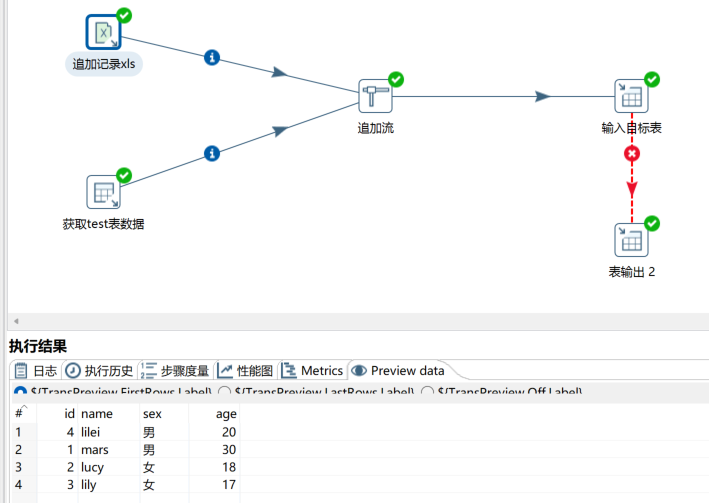 追加记录xls
追加流
输入目标表
获取test表数据
表输出 2
执行结果
日志 执行历史 步骤度量 性能图 Metrics Preview data
${TransPreview.FirstRows.Label} ${TransPreview.LastRows.Label} ${TransPreview.Off.Label}
# id name sex age
1 4 lilei 男 20
2 1 mars 男 30
3 2 lucy 女 18
4 3 lily 女 17